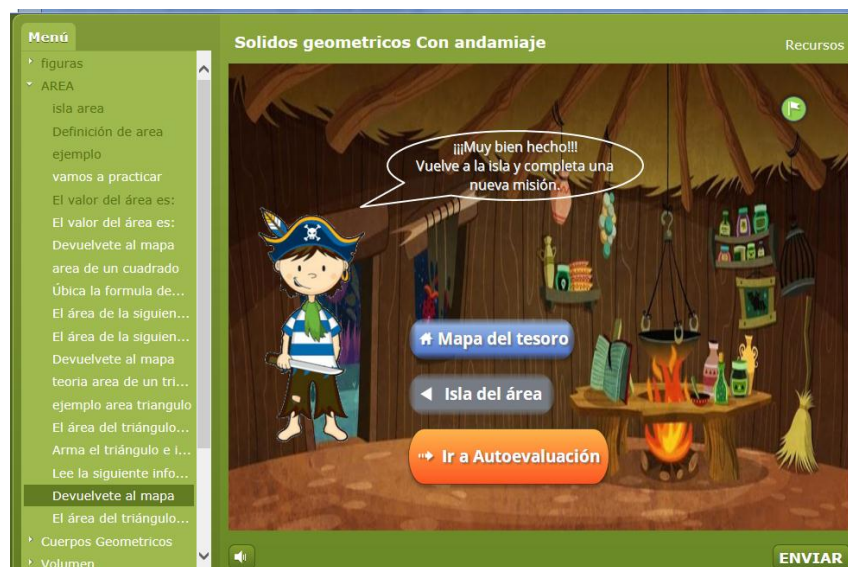 Menú
Solidos geometricos Con andamiaje
Recursos
figuras
AREA
isla area
Definición de area
ejemplo
vamos a practicar
El valor del área es:
El valor del área es:
Devuelvete al mapa
area de un cuadrado
Úbica la formula de...
El área de la siguien...
El área de la siguien...
Devuelvete al mapa
teoria area de un tri...
ejemplo area triangulo
El área del triángulo...
Arma el triángulo e i...
Lee la siguiente info...
Devuelvete al mapa
El área del triángulo...
Cuerpos Geometricos
Volumen
¡¡¡Muy bien hecho!!!
Vuelve a la isla y completa una
nueva misión.
Mapa del tesoro
Isla del área
Ir a Autoevaluación
ENVIAR